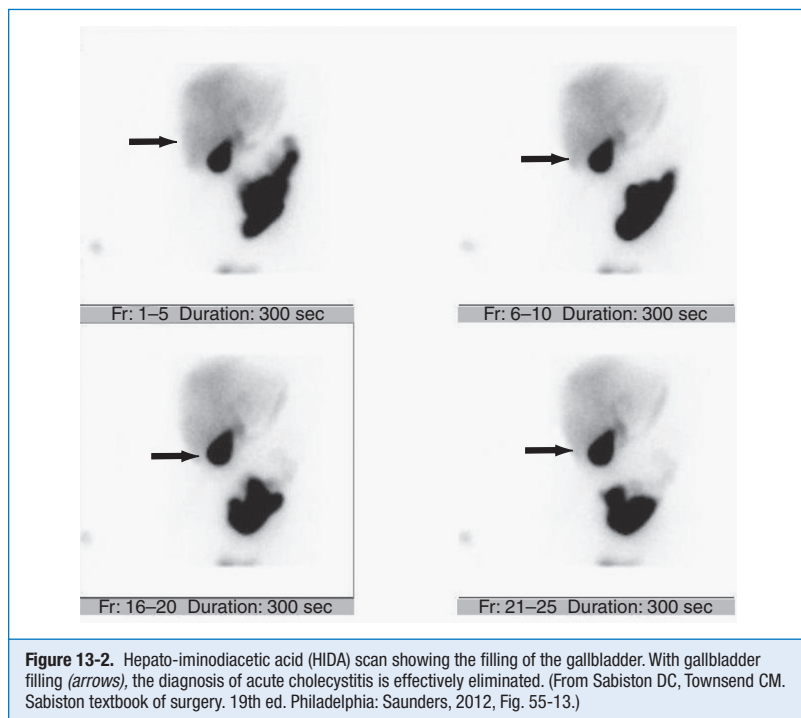 Fr: 1–5 Duration: 300 sec
Fr: 6–10 Duration: 300 sec
Fr: 16–20 Duration: 300 sec
Fr: 21–25 Duration: 300 sec
Figure 13-2. Hepato-iminodiacetic acid (HIDA) scan showing the filling of the gallbladder. With gallbladder
filling (arrows), the diagnosis of acute cholecystitis is effectively eliminated. (From Sabiston DC, Townsend CM.
Sabiston textbook of surgery. 19th ed. Philadelphia: Saunders, 2012, Fig. 55-13.)